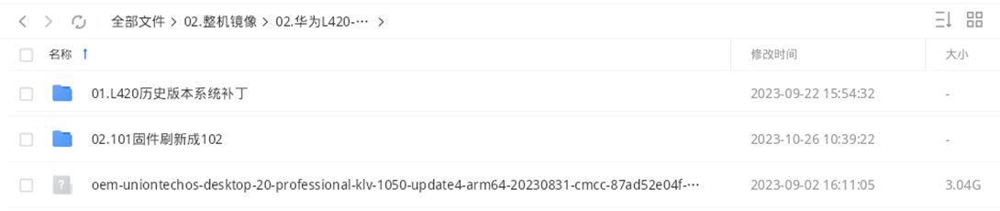 全部文件 > 02.整机镜像 > 02.华为L420-··· >
名称 修改时间 大小
01.L420历史版本系统补丁 2023-09-22 15:54:32 -
02.101固件刷新成102 2023-10-26 10:39:22 -
oem-uniontechos-desktop-20-professional-klv-1050-update4-arm64-20230831-cmcc-87ad52e04f-··· 2023-09-02 16:11:05 3.04G